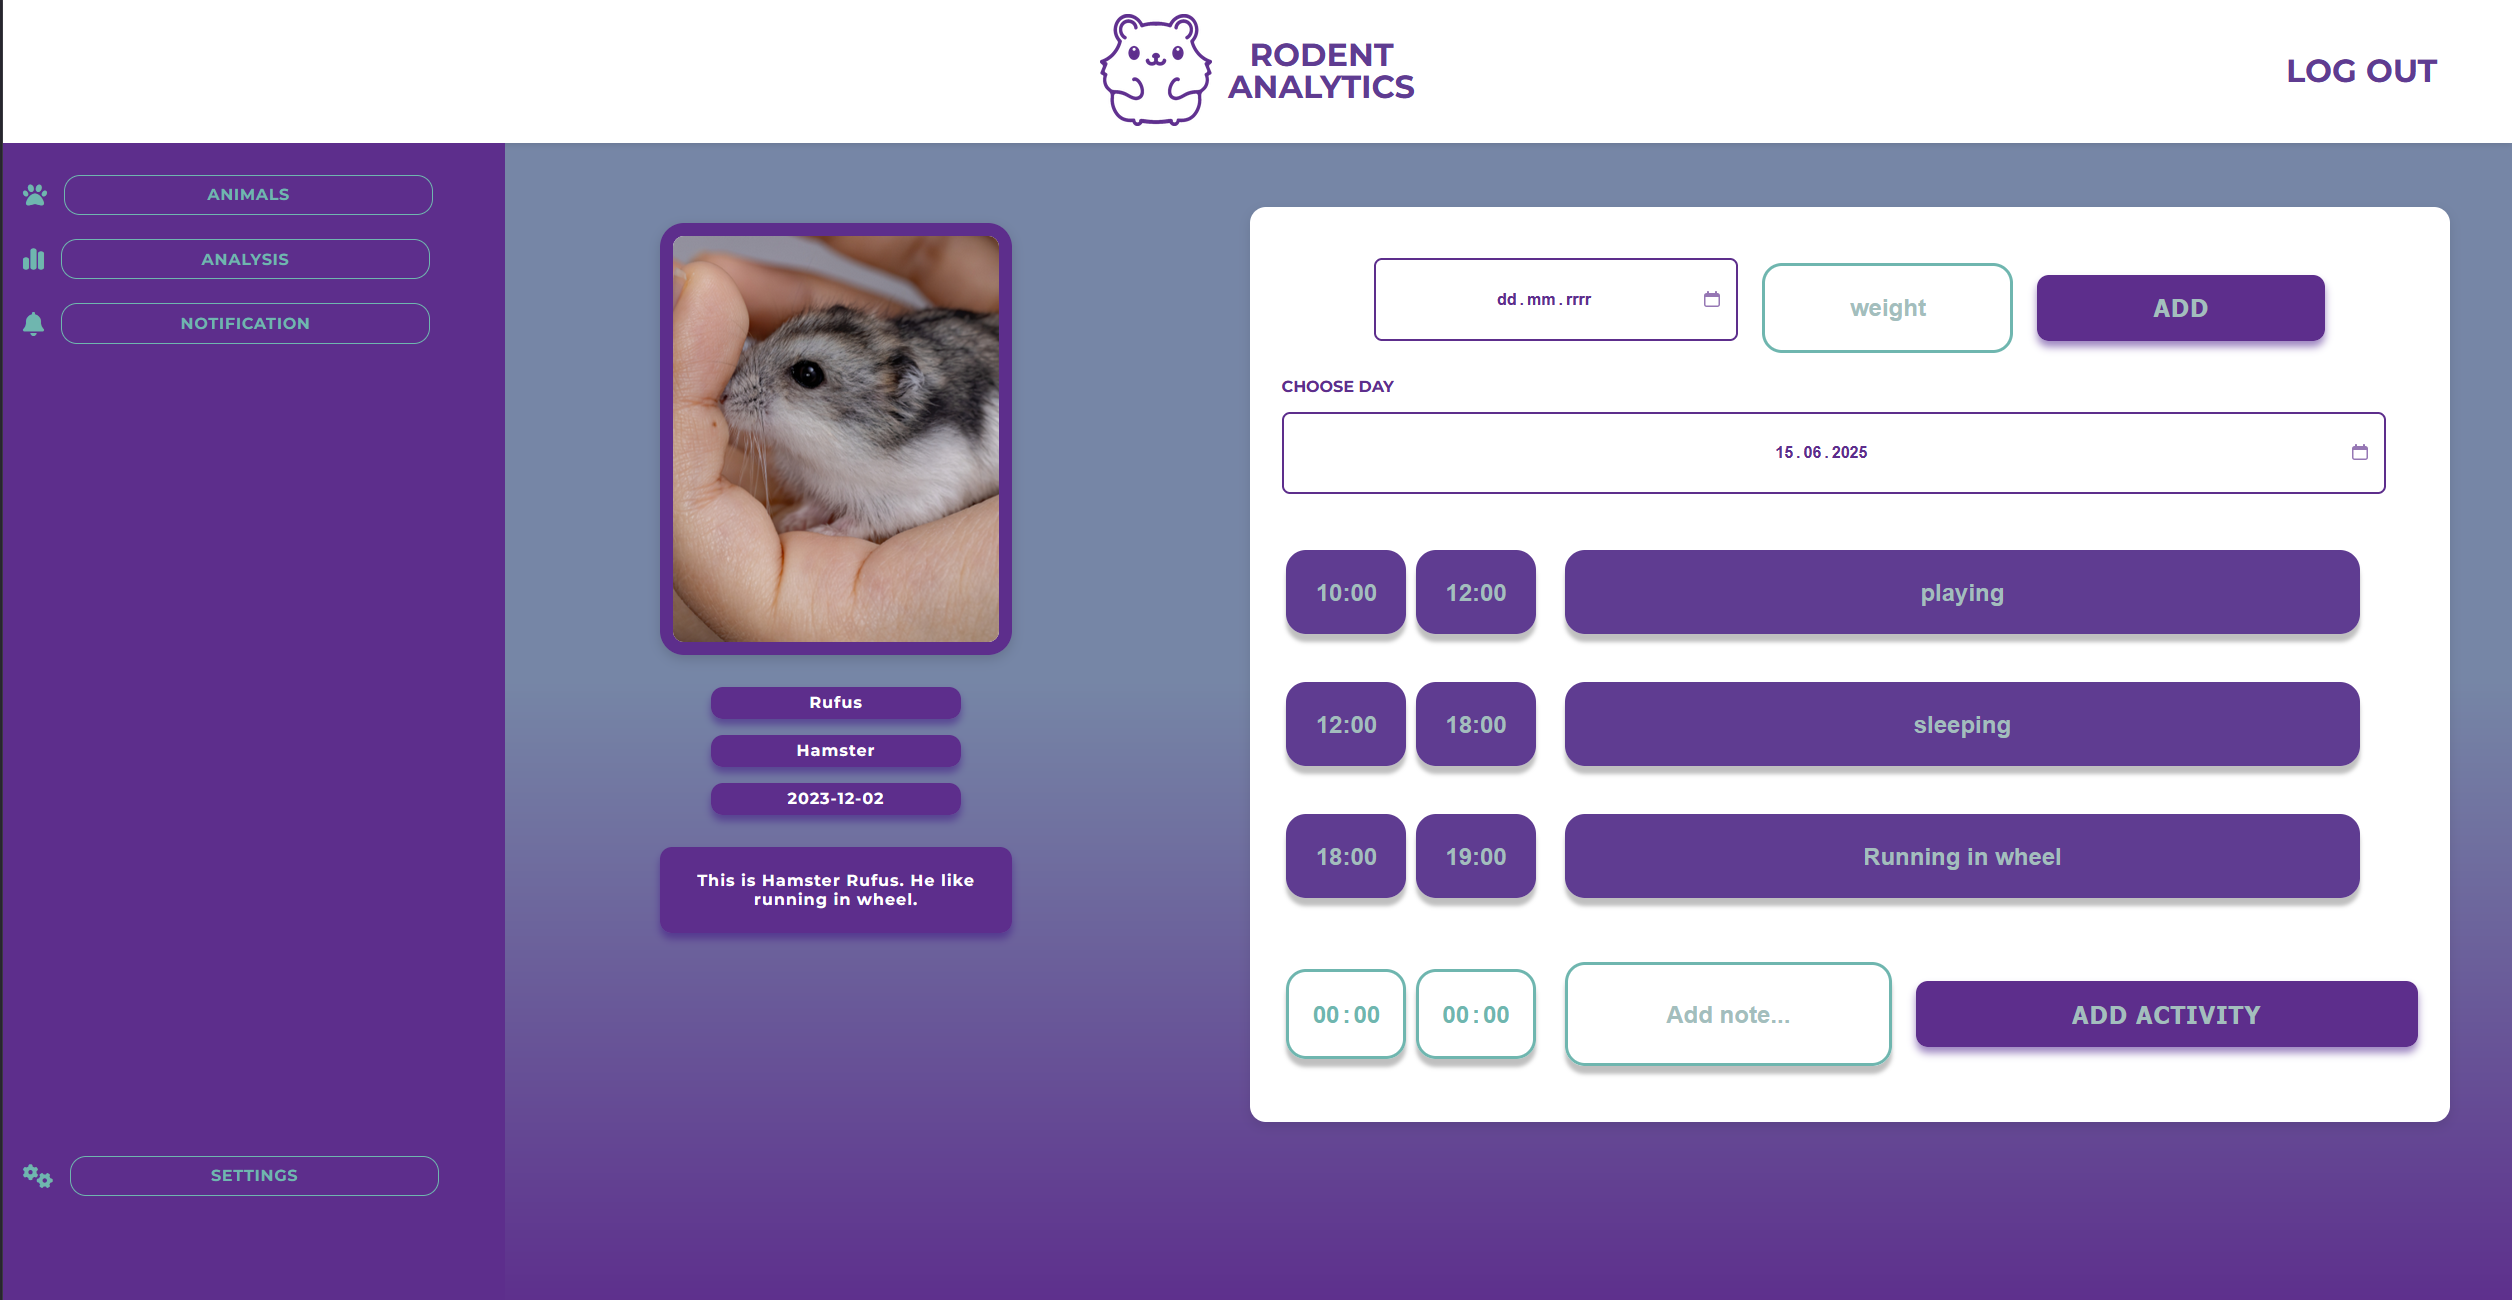 RODENT
ANALYTICS
LOG OUT
ANIMALS
ANALYSIS
NOTIFICATION
SETTINGS
Rufus
Hamster
2023-12-02
This is Hamster Rufus. He like
running in wheel.
dd.mm.rrrr
weight
ADD
CHOOSE DAY
15.06.2025
10:00 12:00 playing
12:00 18:00 sleeping
18:00 19:00 Running in wheel
00:00 00:00 Add note... ADD ACTIVITY